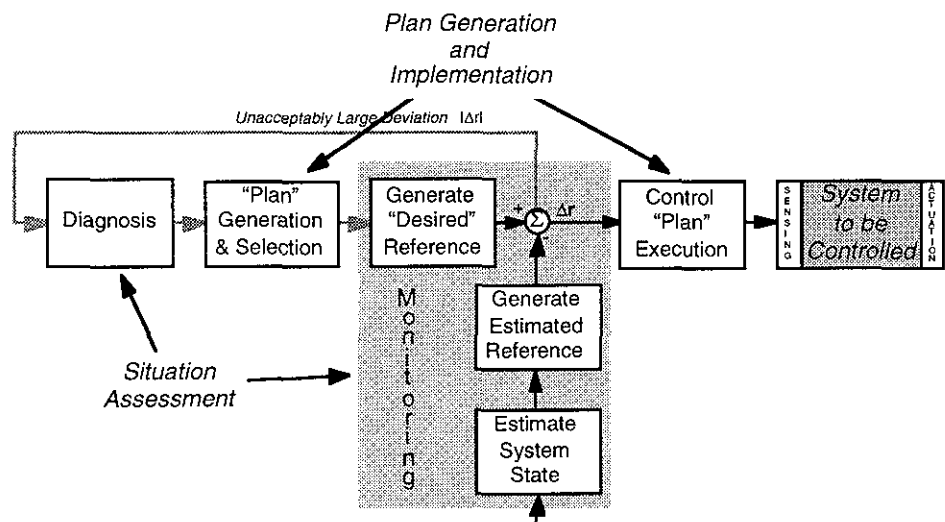 Plan Generation
and
Implementation
Unacceptably Large Deviation |Δr|
Diagnosis
"Plan"
Generation
& Selection
Generate
"Desired"
Reference
+
Σ
Δr
-
Control
"Plan"
Execution
SENSING
System
to be
Controlled
ACTUATION
Monitoring
Generate
Estimated
Reference
Situation
Assessment
Estimate
System
State